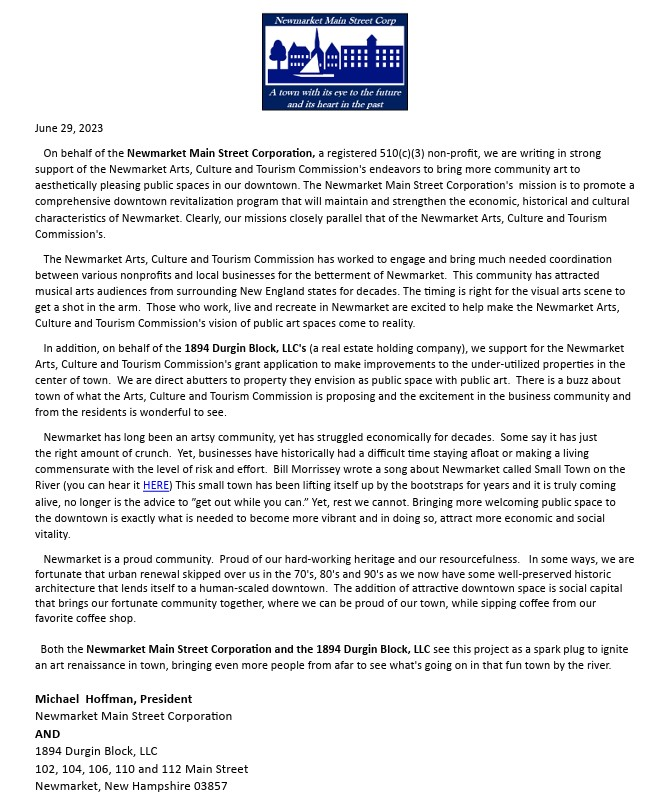 Newmarket Main Street Corp
A town with its eye to the future
and its heart in the past
June 29, 2023
On behalf of the Newmarket Main Street Corporation, a registered 510(c)(3) non-profit, we are writing in strong
support of the Newmarket Arts, Culture and Tourism Commission's endeavors to bring more community art to
aesthetically pleasing public spaces in our downtown. The Newmarket Main Street Corporation's mission is to promote a
comprehensive downtown revitalization program that will maintain and strengthen the economic, historical and cultural
characteristics of Newmarket. Clearly, our missions closely parallel that of the Newmarket Arts, Culture and Tourism
Commission's.
The Newmarket Arts, Culture and Tourism Commission has worked to engage and bring much needed coordination
between various nonprofits and local businesses for the betterment of Newmarket. This community has attracted
musical arts audiences from surrounding New England states for decades. The timing is right for the visual arts scene to
get a shot in the arm. Those who work, live and recreate in Newmarket are excited to help make the Newmarket Arts,
Culture and Tourism Commission's vision of public art spaces come to reality.
In addition, on behalf of the 1894 Durgin Block, LLC's (a real estate holding company), we support for the Newmarket
Arts, Culture and Tourism Commission's grant application to make improvements to the under-utilized properties in the
center of town. We are direct abutters to property they envision as public space with public art. There is a buzz about
town of what the Arts, Culture and Tourism Commission is proposing and the excitement in the business community and
from the residents is wonderful to see.
Newmarket has long been an artsy community, yet has struggled economically for decades. Some say it has just
the right amount of crunch. Yet, businesses have historically had a difficult time staying afloat or making a living
commensurate with the level of risk and effort. Bill Morrissey wrote a song about Newmarket called Small Town on the
River (you can hear it HERE) This small town has been lifting itself up by the bootstraps for years and it is truly coming
alive, no longer is the advice to "get out while you can." Yet, rest we cannot. Bringing more welcoming public space to
the downtown is exactly what is needed to become more vibrant and in doing so, attract more economic and social
vitality.
Newmarket is a proud community. Proud of our hard-working heritage and our resourcefulness. In some ways, we are
fortunate that urban renewal skipped over us in the 70's, 80's and 90's as we now have some well-preserved historic
architecture that lends itself to a human-scaled downtown. The addition of attractive downtown space is social capital
that brings our fortunate community together, where we can be proud of our town, while sipping coffee from our
favorite coffee shop.
Both the Newmarket Main Street Corporation and the 1894 Durgin Block, LLC see this project as a spark plug to ignite
an art renaissance in town, bringing even more people from afar to see what's going on in that fun town by the river.
Michael Hoffman, President
Newmarket Main Street Corporation
AND
1894 Durgin Block, LLC
102, 104, 106, 110 and 112 Main Street
Newmarket, New Hampshire 03857